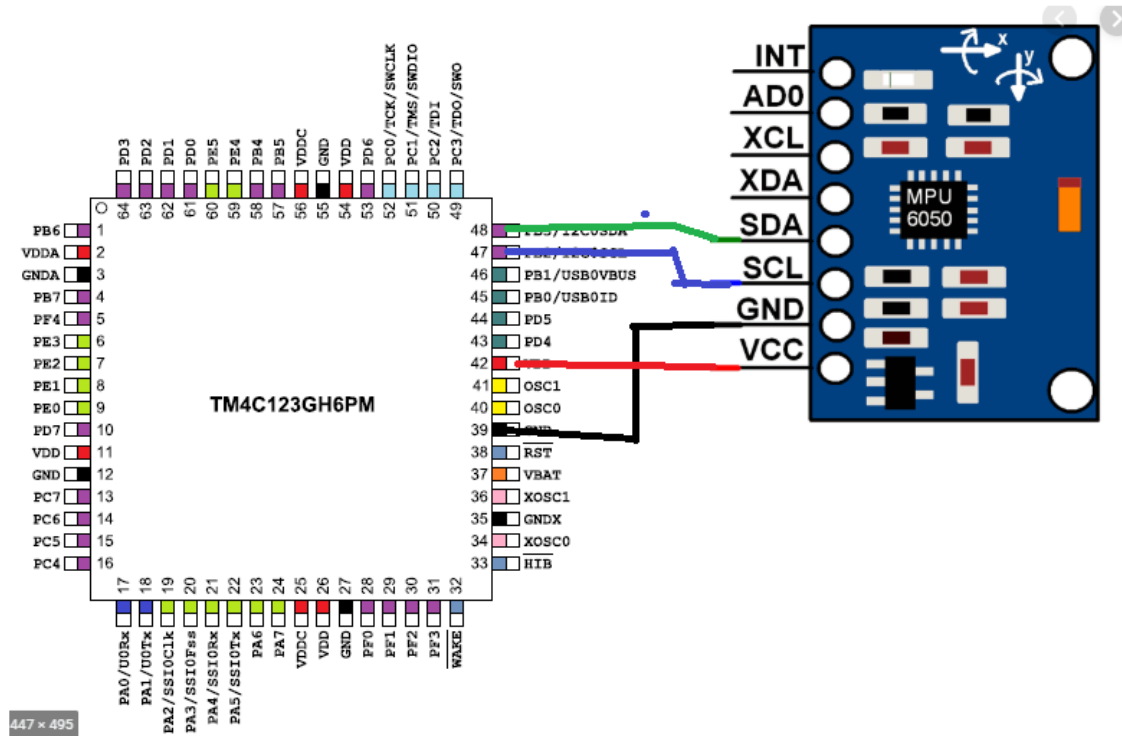 PD3
PD2
PD1
PD0
PE5
PE4
PB4
PB5
VDDC
GND
VDD
PD6
PC0/TCK/SWCLK
PC1/TMS/SWDIO
PC2/TDI
PC3/TDO/SWO
64
63
62
61
60
59
58
57
56
55
54
53
52
51
50
49
PB6 1
VDDA 2
GNDA 3
PB7 4
PF4 5
PE3 6
PE2 7
PE1 8
PE0 9
PD7 10
VDD 11
GND 12
PC7 13
PC6 14
PC5 15
PC4 16
TM4C123GH6PM
48 PB3/I2C0SDA
47 PB2/I2C0SCL
46 PB1/USB0VBUS
45 PB0/USB0ID
44 PD5
43 PD4
42
41 OSC1
40 OSC0
39 GND
38 RST
37 VBAT
36 XOSC1
35 GNDX
34 XOSC0
33 HIB
17
18
19
20
21
22
23
24
25
26
27
28
29
30
31
32
PA0/U0Rx
PA1/U0Tx
PA2/SSI0Clk
PA3/SSI0Fss
PA4/SSI0Rx
PA5/SSI0Tx
PA6
PA7
VDDC
VDD
GND
PF0
PF1
PF2
PF3
WAKE
INT
AD0
XCL
XDA
SDA
SCL
GND
VCC
x
y
MPU
6050
447 × 495